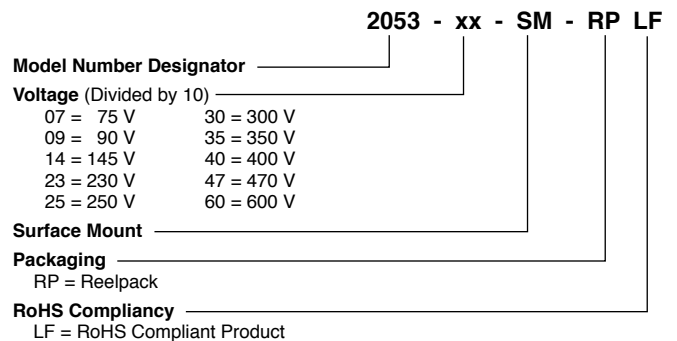 2053 - xx - SM - RP LF
Model Number Designator
Voltage (Divided by 10)
07 = 75 V 30 = 300 V
09 = 90 V 35 = 350 V
14 = 145 V 40 = 400 V
23 = 230 V 47 = 470 V
25 = 250 V 60 = 600 V
Surface Mount
Packaging
RP = Reelpack
RoHS Compliancy
LF = RoHS Compliant Product